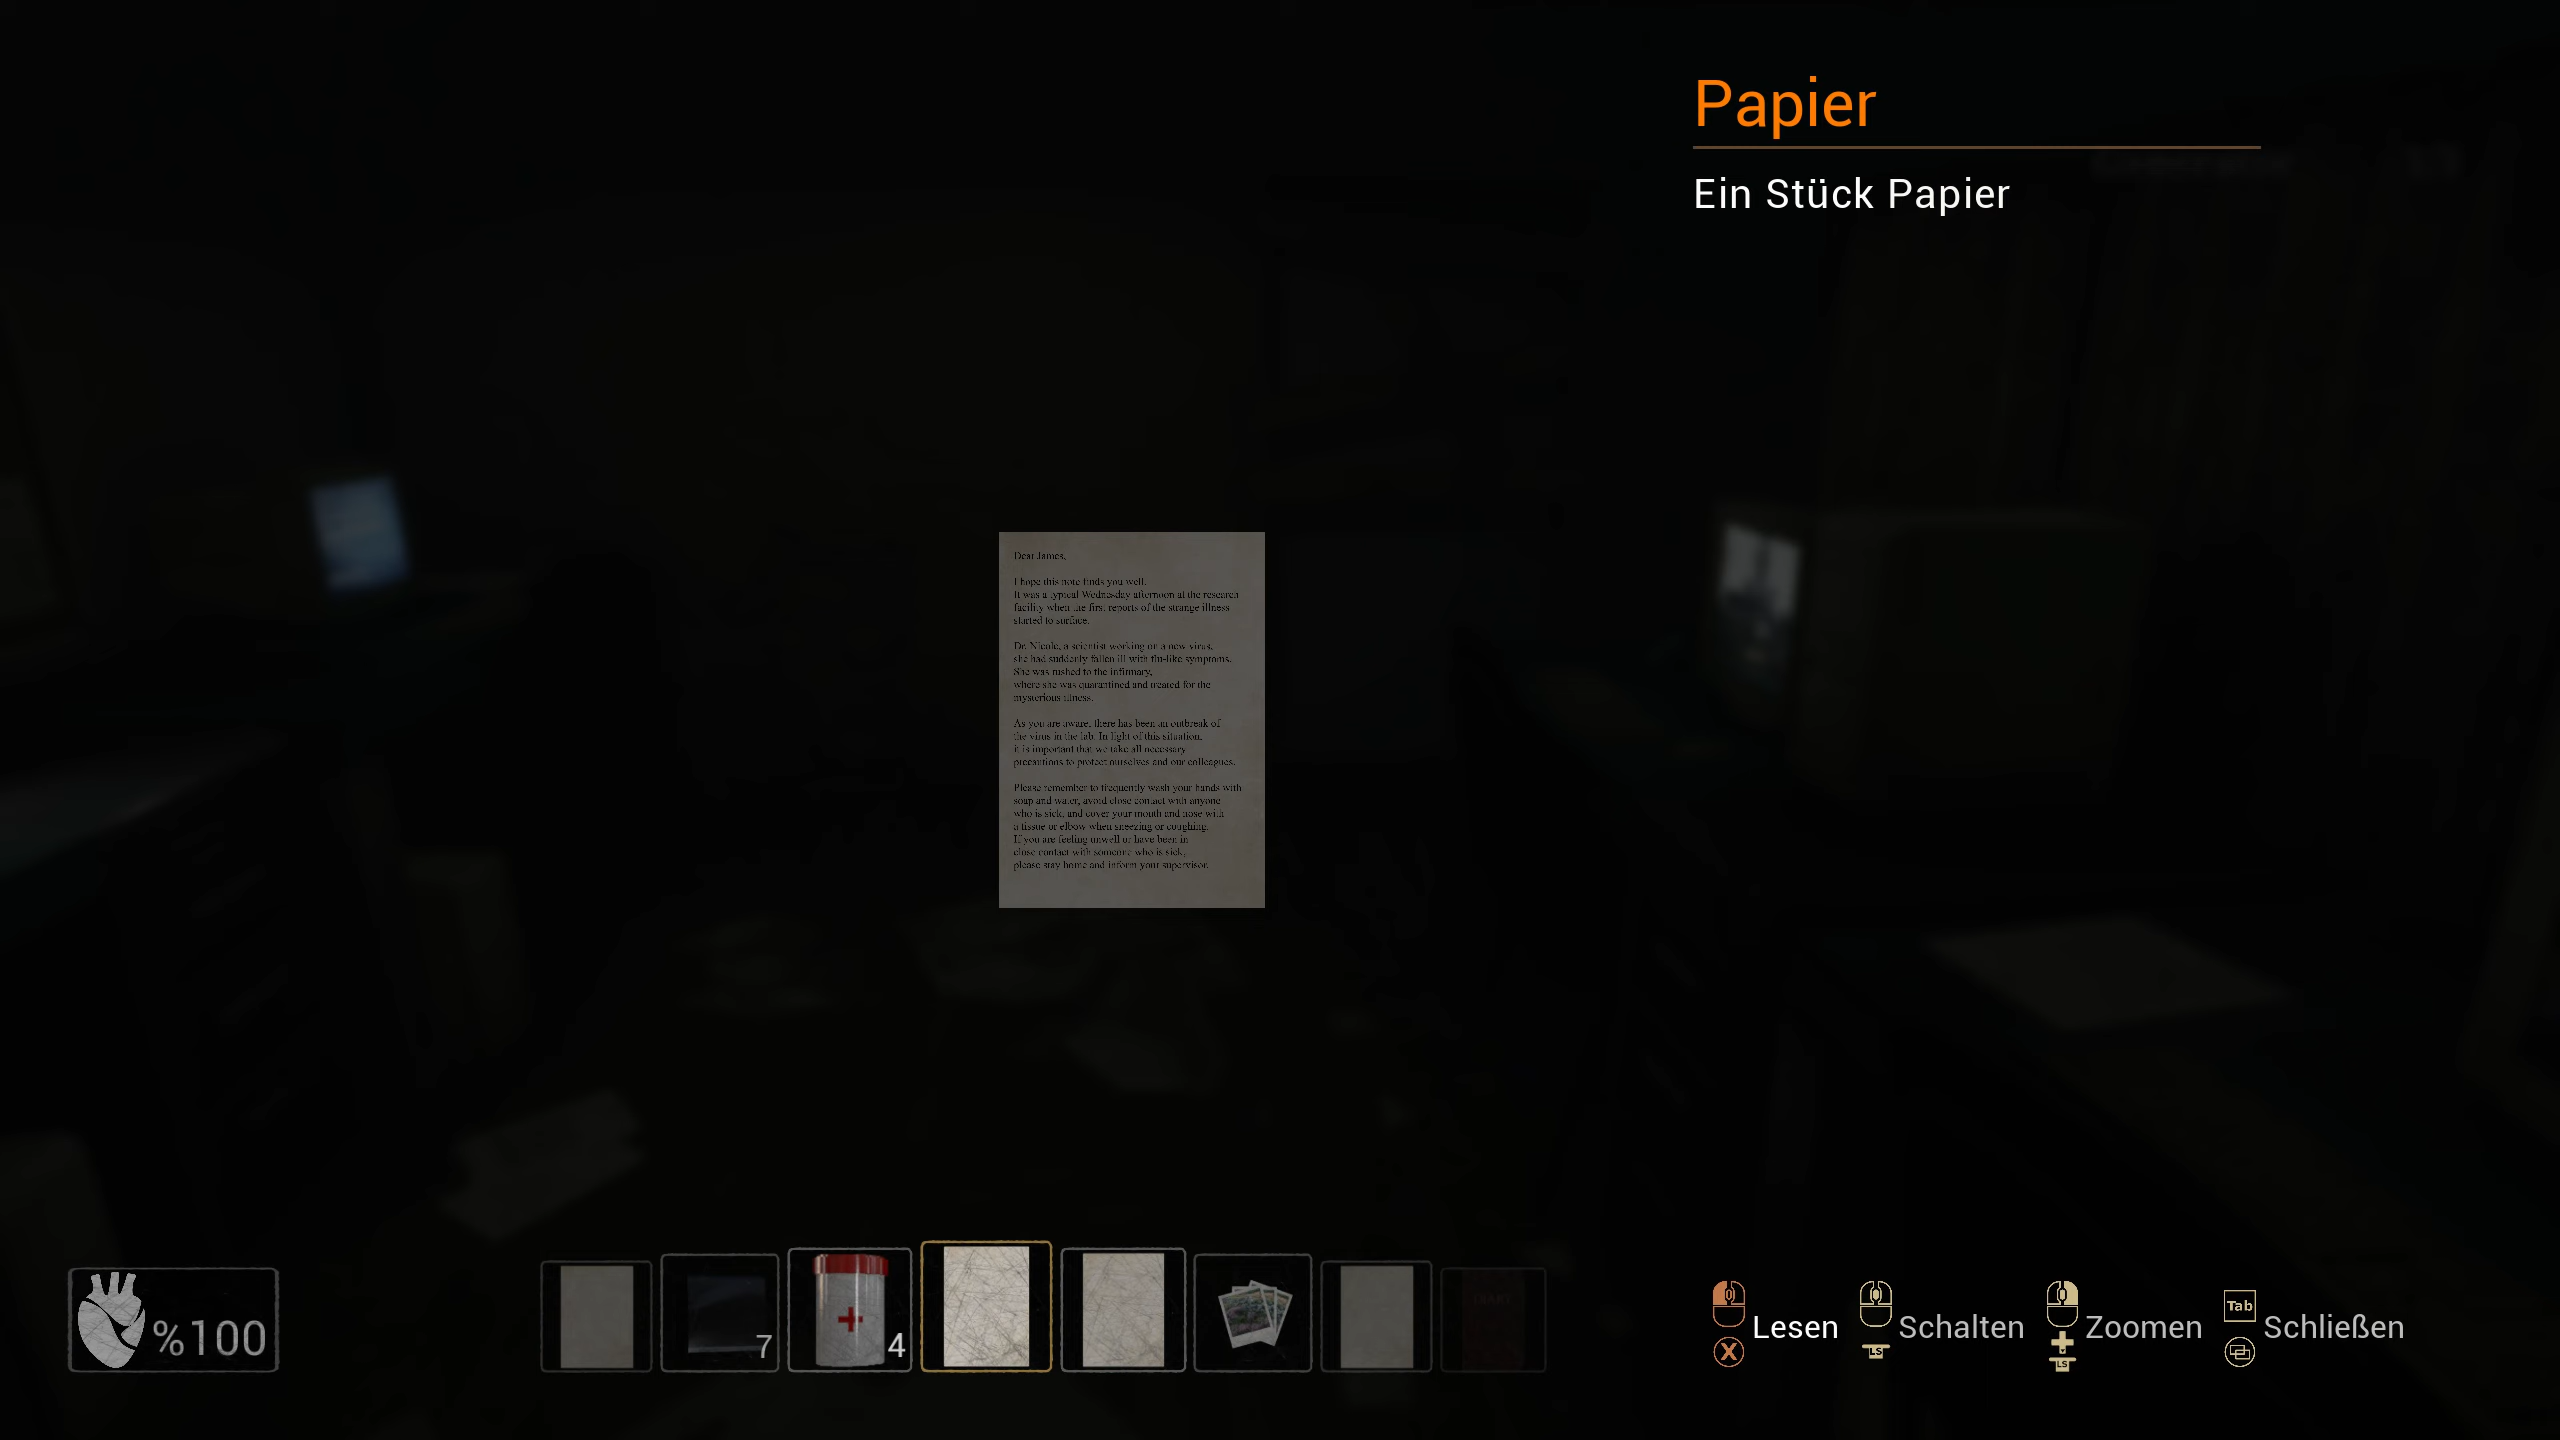 Papier
Ein Stück Papier
Dear James,
I hope this note finds you well.
It was a typical Wednesday afternoon at the research
facility when the first reports of the strange illness
started to surface.
Dr. Nicole, a scientist working on a new virus,
she had suddenly fallen ill with flu-like symptoms.
She was rushed to the infirmary,
where she was quarantined and treated for the
mysterious illness.
As you are aware, there has been an outbreak of
the virus in the lab. In light of this situation,
it is important that we take all necessary
precautions to protect ourselves and our colleagues.
Please remember to frequently wash your hands with
soap and water, avoid close contact with anyone
who is sick, and cover your mouth and nose with
a tissue or elbow when sneezing or coughing.
If you are feeling unwell or have been in
close contact with someone who is sick,
please stay home and inform your supervisor.
%100
7
4
X
Lesen
LS
Schalten
LS
Zoomen
Tab
Schließen